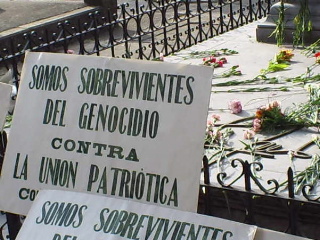 SOMOS SOBREVIVIENTES
DEL GENOCIDIO
CONTRA
LA UNION PATRIÓTICA
SOMOS SOBREVIVIENTES